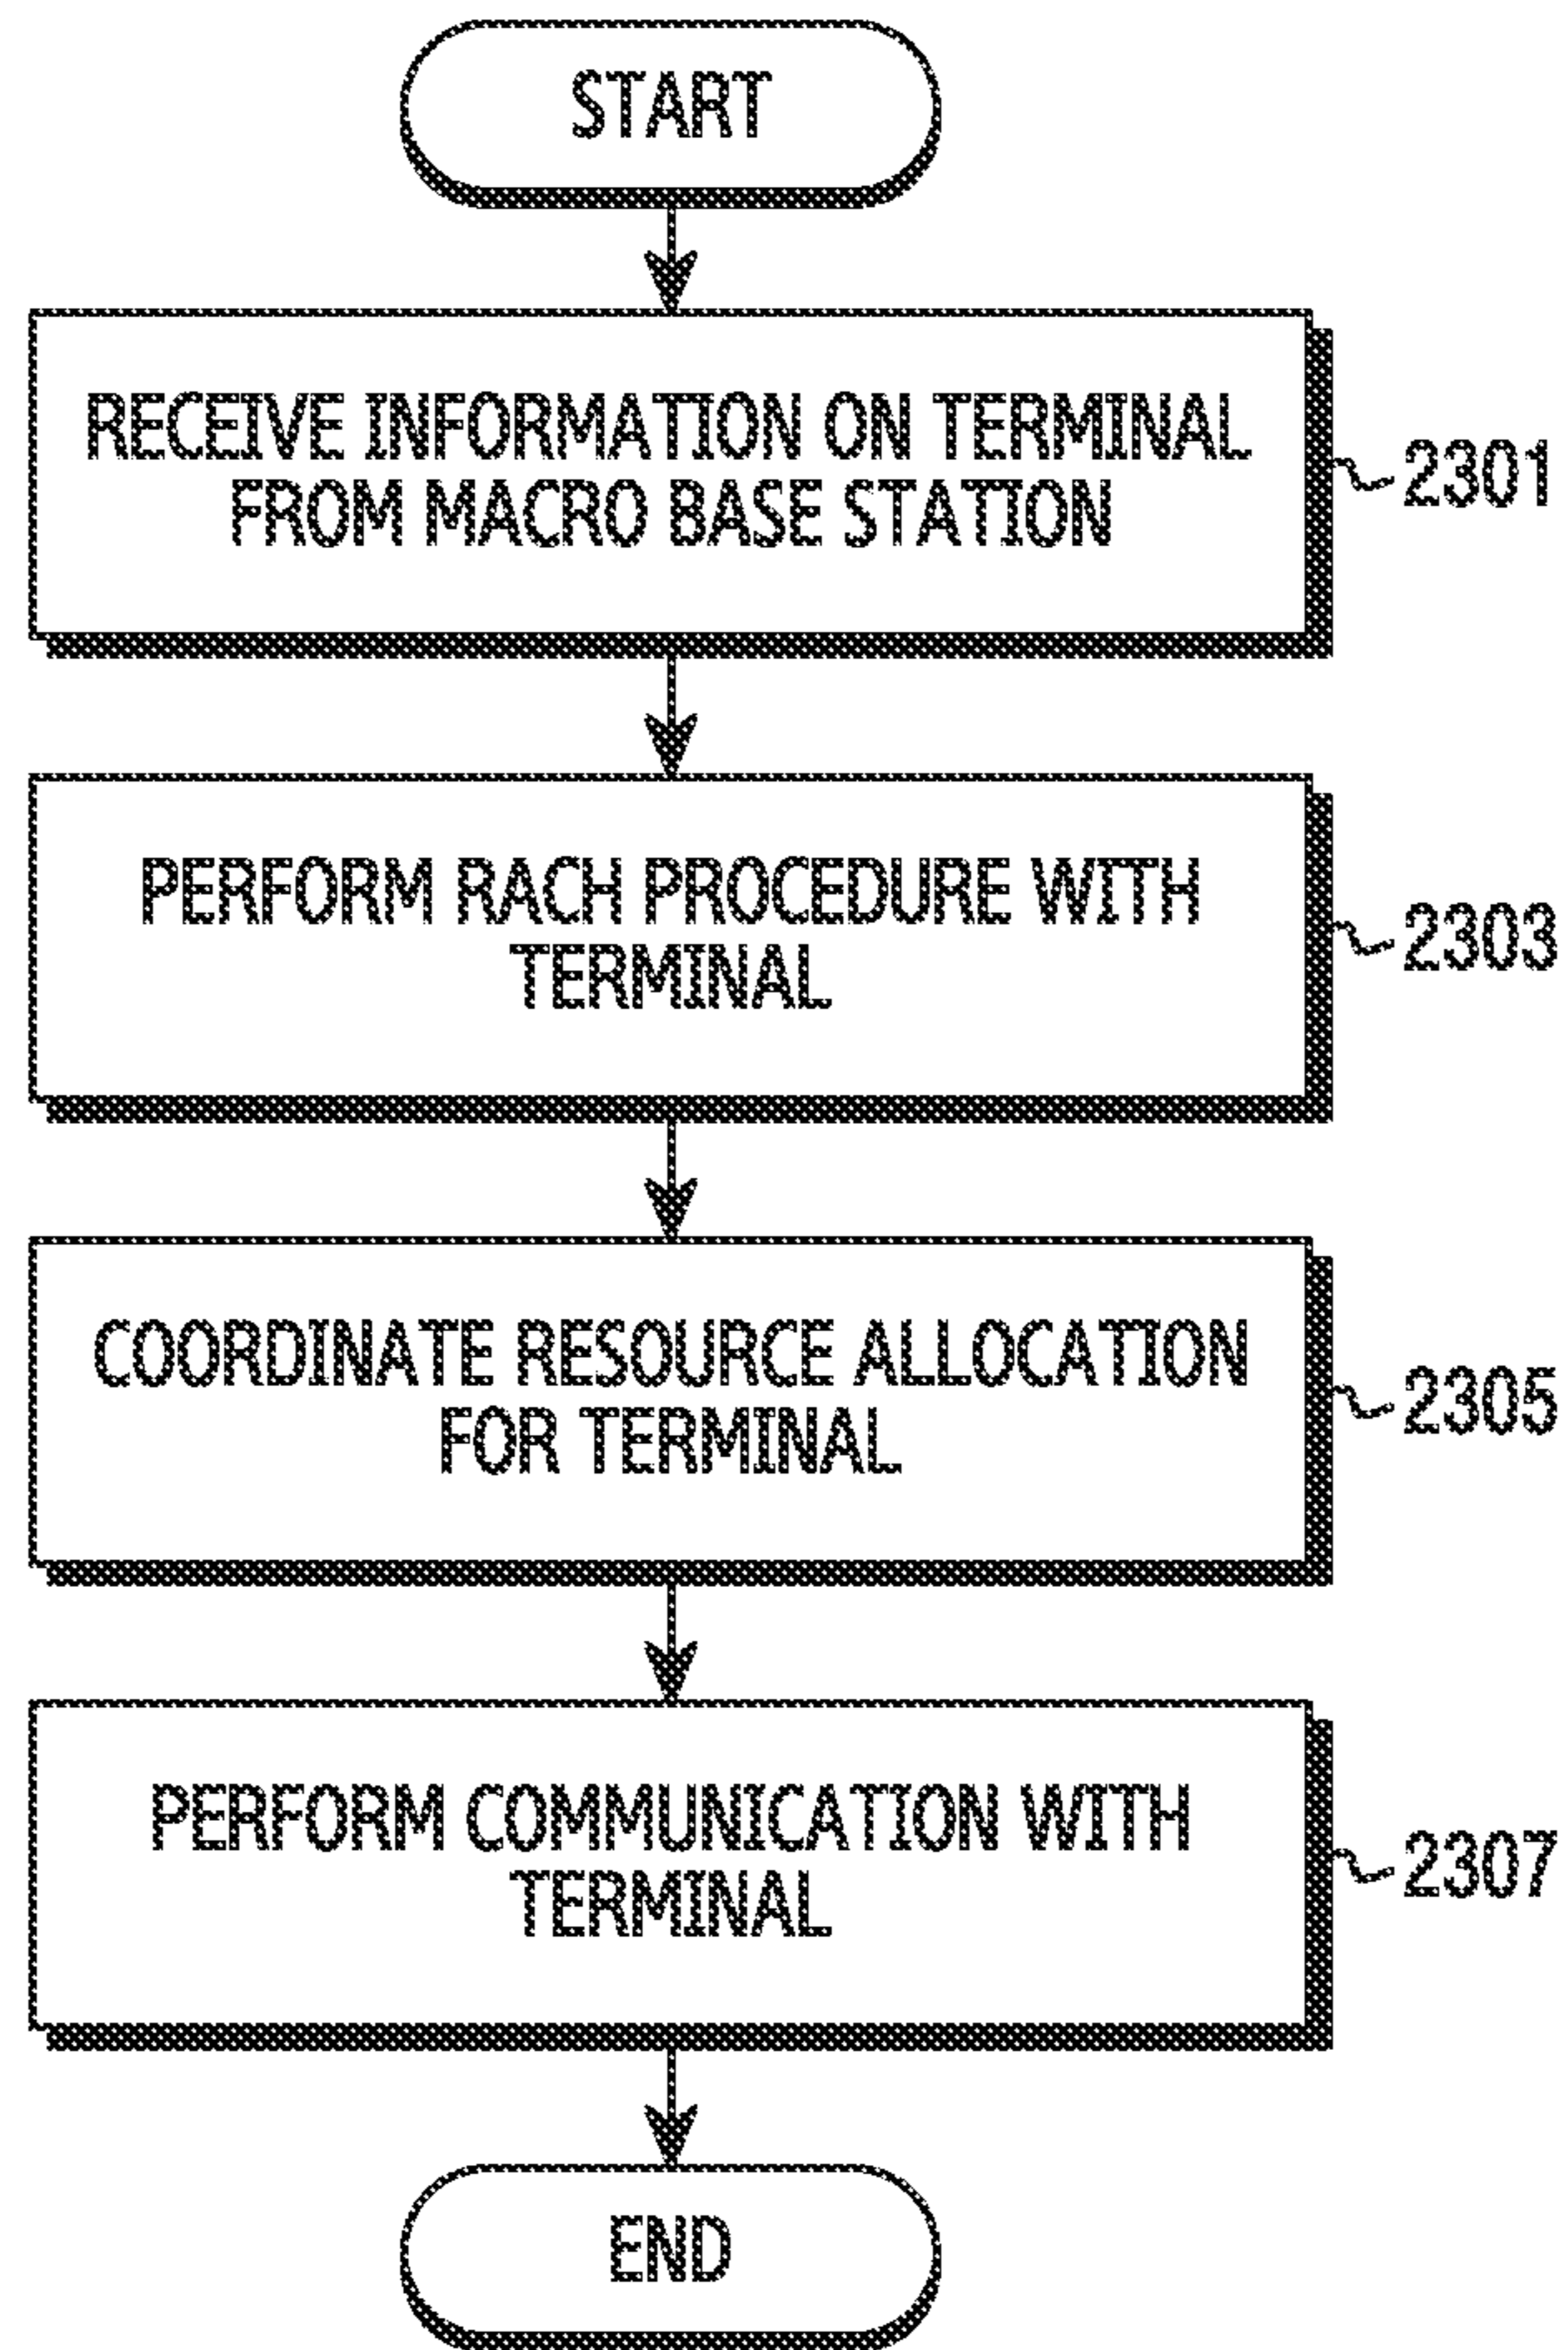 START
RECEIVE INFORMATION ON TERMINAL
FROM MACRO BASE STATION
2301
PERFORM RACH PROCEDURE WITH
TERMINAL
2303
COORDINATE RESOURCE ALLOCATION
FOR TERMINAL
2305
PERFORM COMMUNICATION WITH
TERMINAL
2307
END